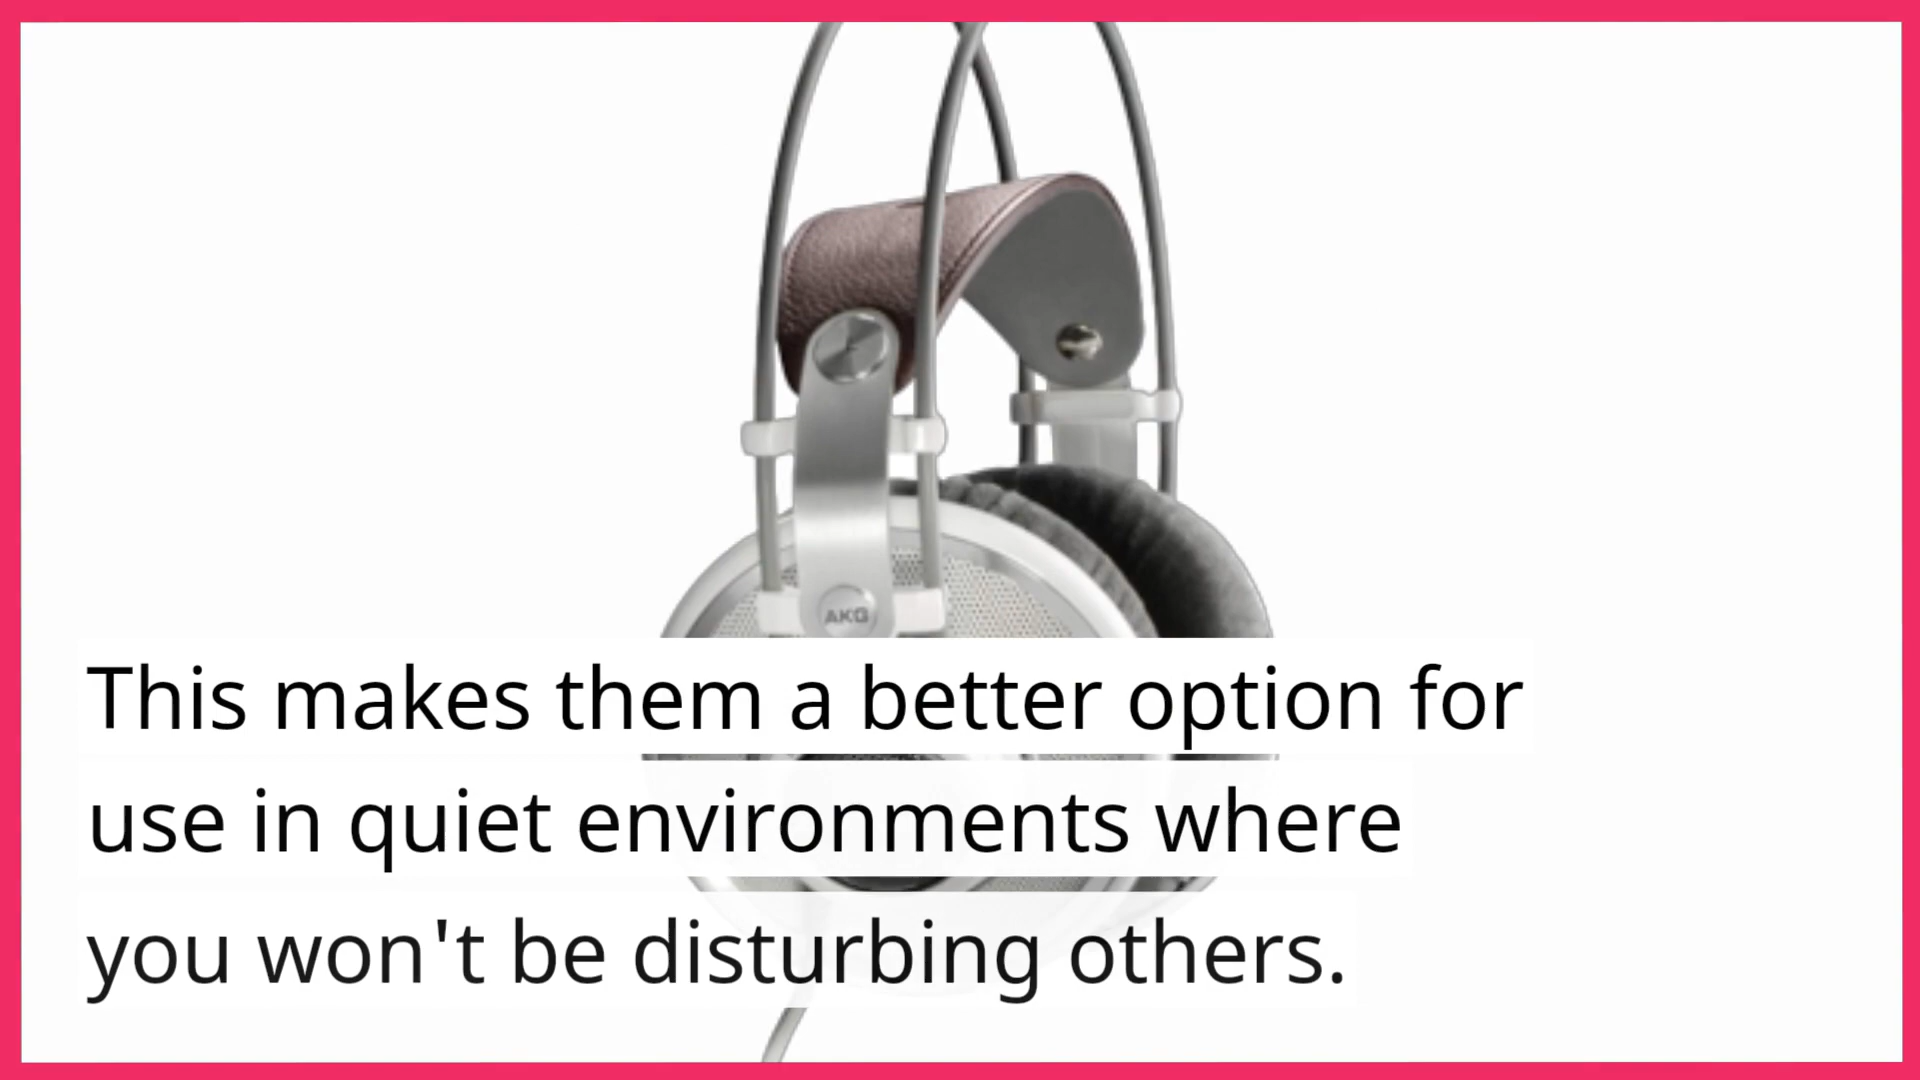 AKG
This makes them a better option for
use in quiet environments where
you won't be disturbing others.